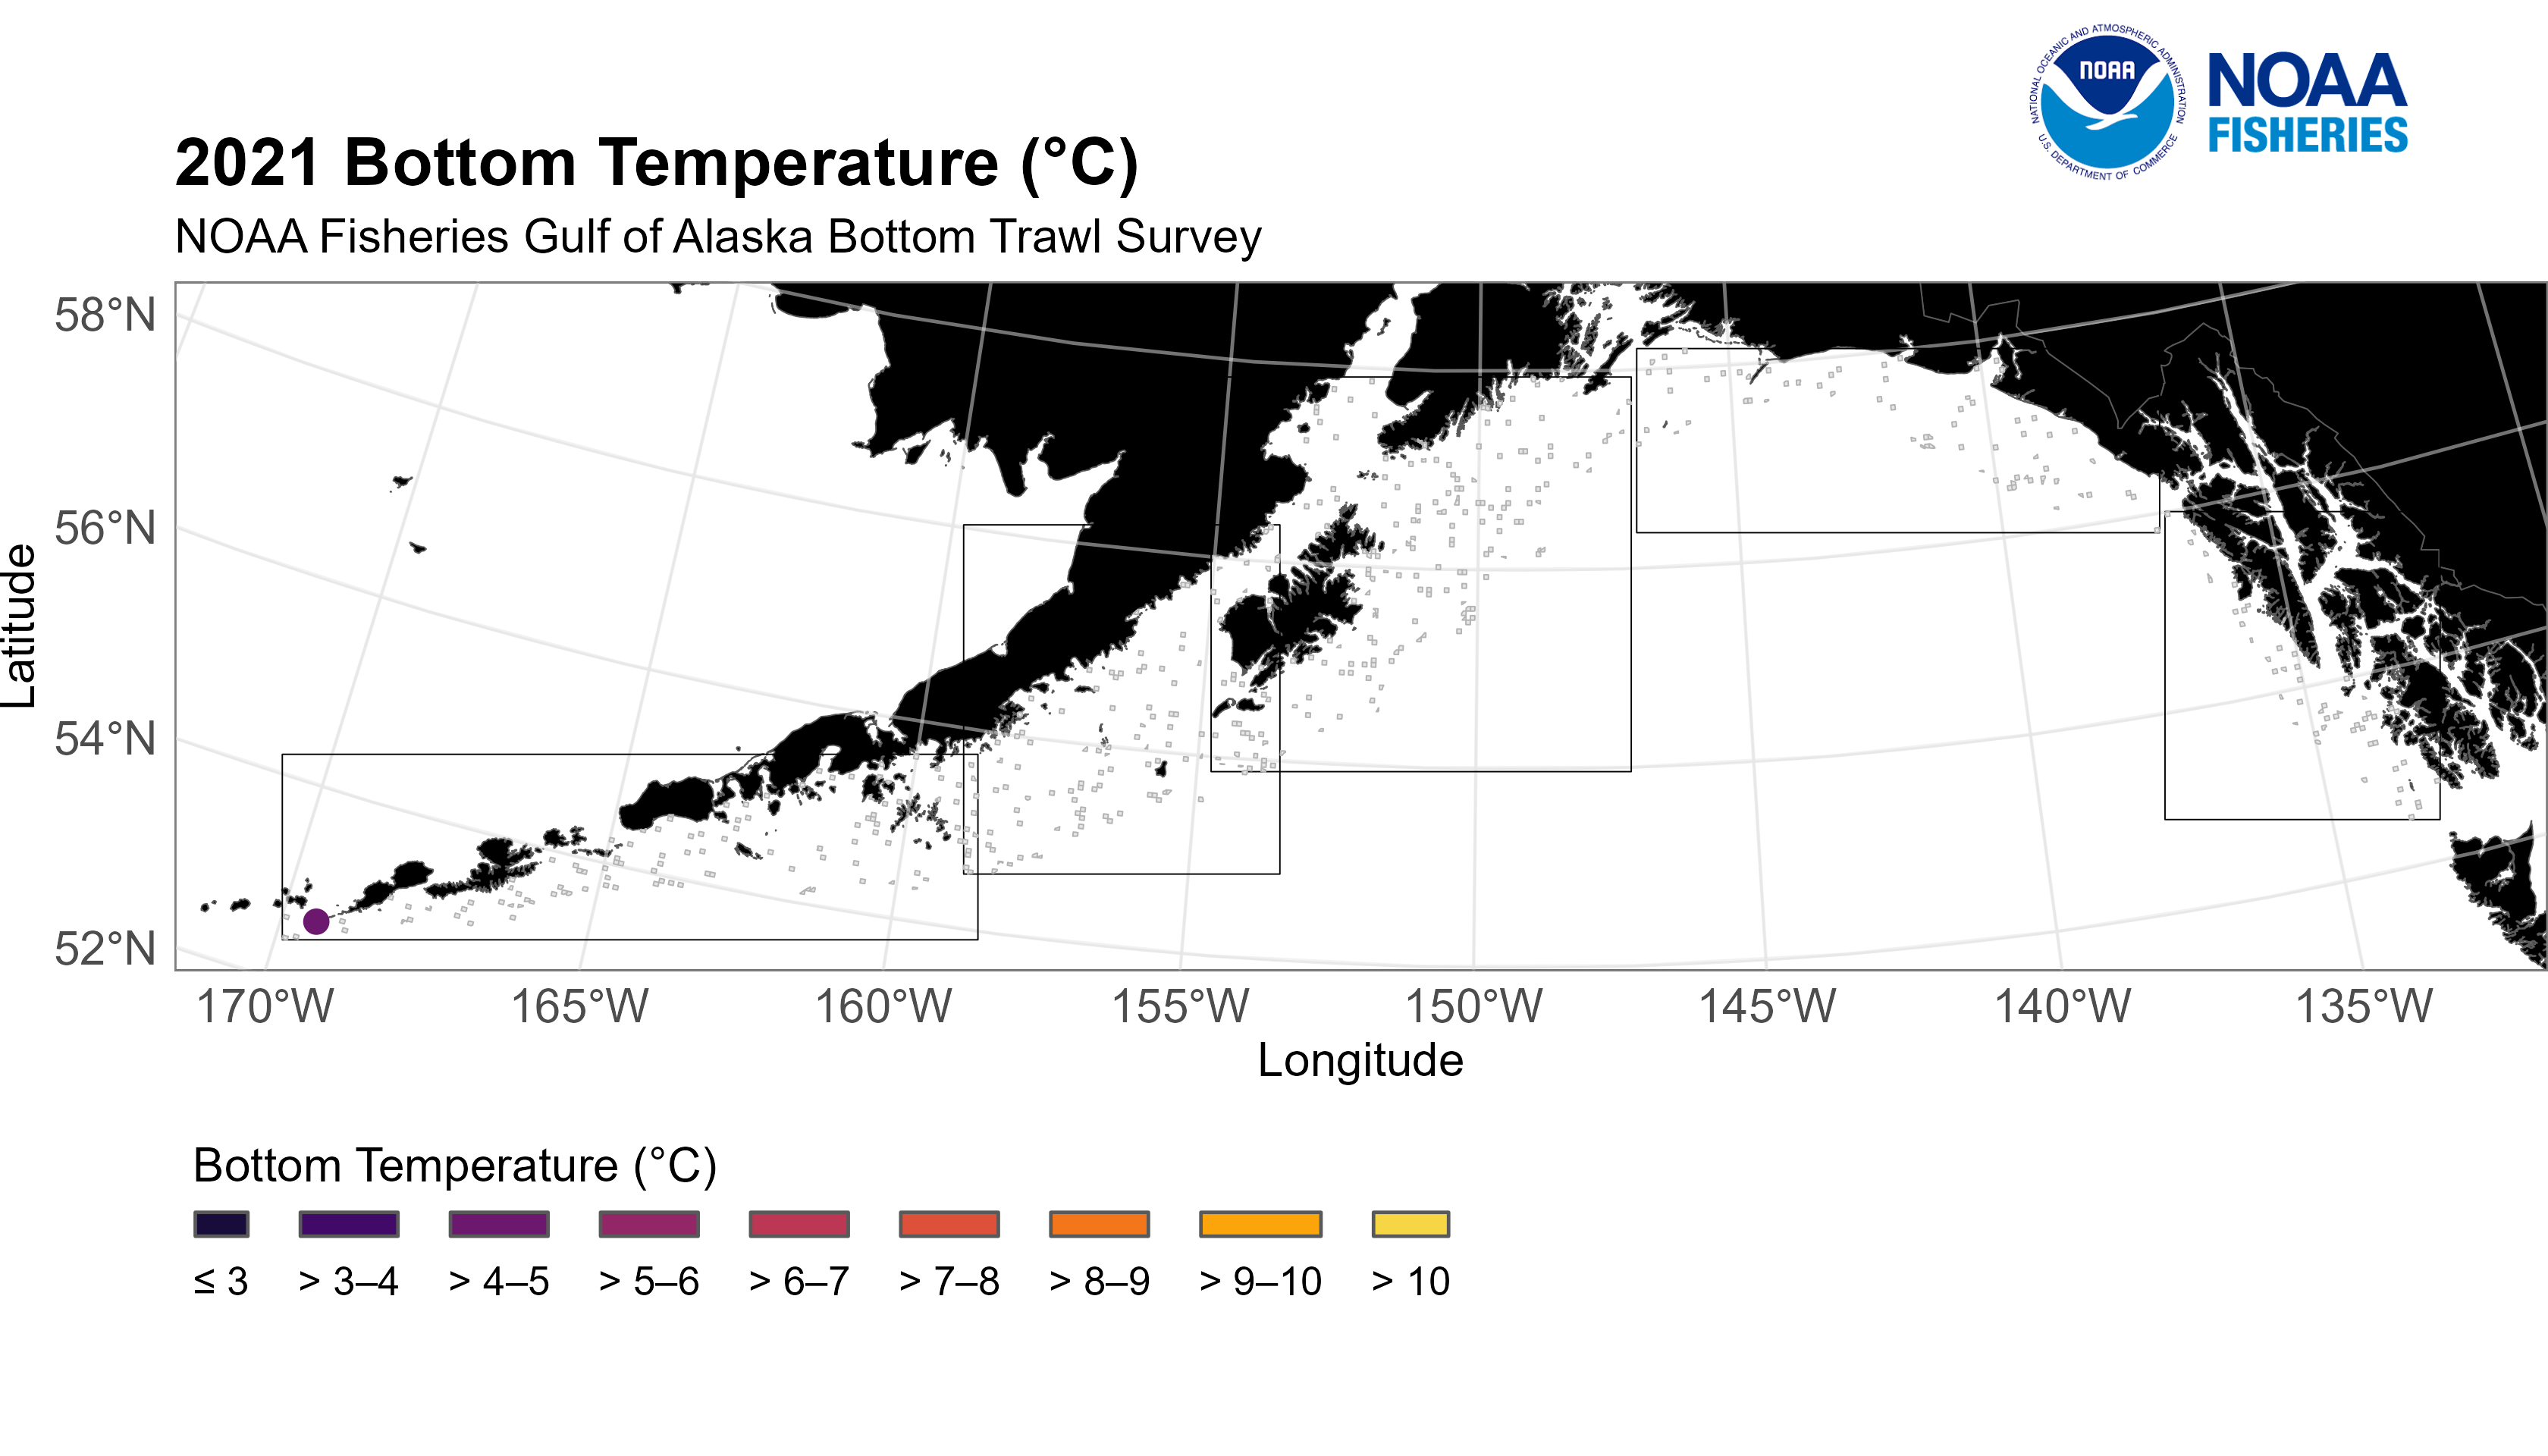 NATIONAL OCEANIC AND ATMOSPHERIC ADMINISTRATION
U.S. DEPARTMENT OF COMMERCE
NOAA
NOAA
FISHERIES
2021 Bottom Temperature (°C)
NOAA Fisheries Gulf of Alaska Bottom Trawl Survey
58°N
56°N
54°N
52°N
Latitude
170°W 165°W 160°W 155°W 150°W 145°W 140°W 135°W
Longitude
Bottom Temperature (°C)
≤ 3 > 3–4 > 4–5 > 5–6 > 6–7 > 7–8 > 8–9 > 9–10 > 10